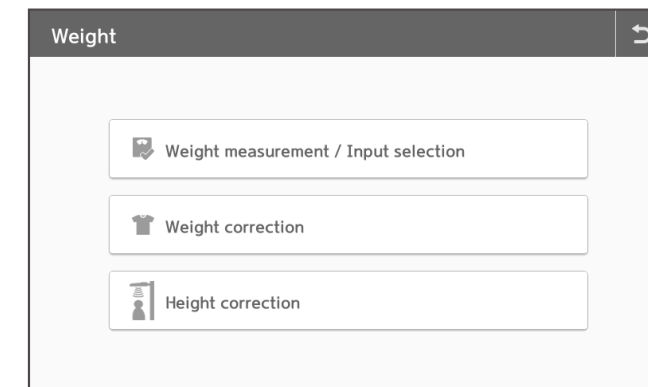 Weight
Weight measurement / Input selection
Weight correction
Height correction